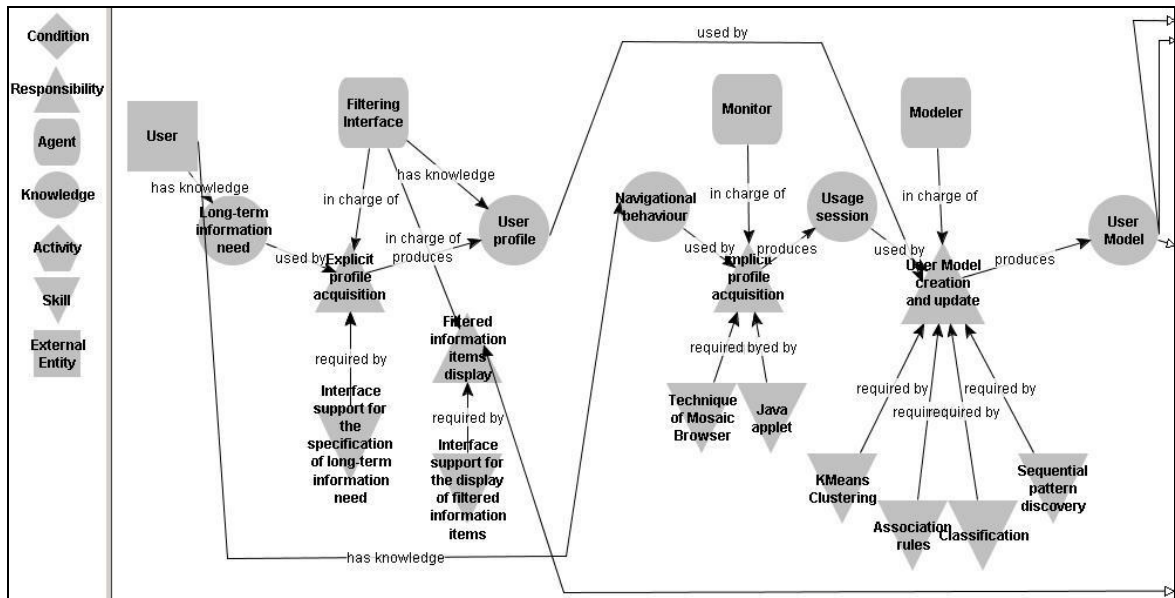 Condition
Responsibility
Agent
Knowledge
Activity
Skill
External
Entity
User
has knowledge
Long-term
information
need
used by
Filtering
Interface
in charge of
has knowledge
in charge of
User
profile
produces
Explicit
profile
acquisition
required by
Interface
support for
the
specification
of long-term
information
need
Filtered
information
items
display
required by
Interface
support for
the display
of filtered
information
items
has knowledge
used by
Navigational
behaviour
used by
Monitor
in charge of
Implicit
profile
acquisition
produces
Usage
session
used by
required by
Technique
of Mosaic
Browser
Java
applet
Modeler
in charge of
User Model
creation
and update
produces
User
Model
required by
required by
required by
KMeans
Clustering
Association
rules
Classification
Sequential
pattern
discovery